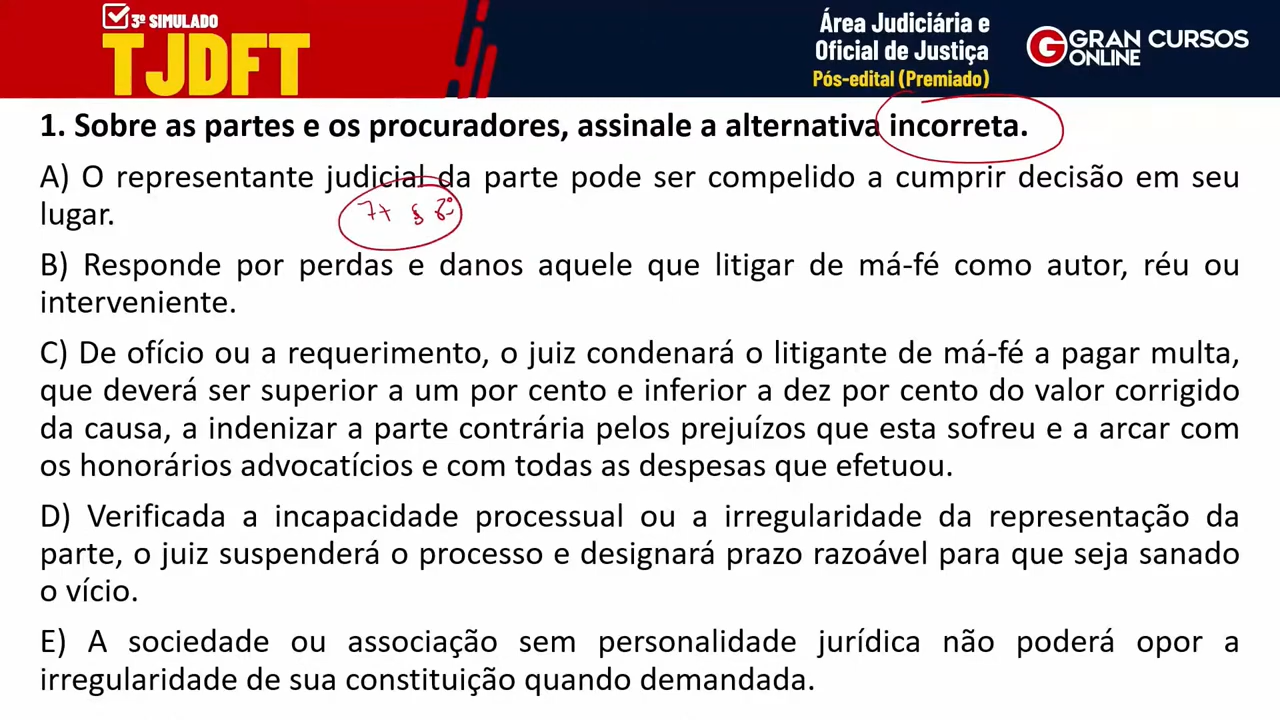 3º SIMULADO
TJDFT
Área Judiciária e
Oficial de Justiça
Pós-edital (Premiado)
G GRAN CURSOS
ONLINE
1. Sobre as partes e os procuradores, assinale a alternativa incorreta.
A) O representante judicial da parte pode ser compelido a cumprir decisão em seu
lugar.
77 § 8º
B) Responde por perdas e danos aquele que litigar de má-fé como autor, réu ou
interveniente.
C) De ofício ou a requerimento, o juiz condenará o litigante de má-fé a pagar multa,
que deverá ser superior a um por cento e inferior a dez por cento do valor corrigido
da causa, a indenizar a parte contrária pelos prejuízos que esta sofreu e a arcar com
os honorários advocatícios e com todas as despesas que efetuou.
D) Verificada a incapacidade processual ou a irregularidade da representação da
parte, o juiz suspenderá o processo e designará prazo razoável para que seja sanado
o vício.
E) A sociedade ou associação sem personalidade jurídica não poderá opor a
irregularidade de sua constituição quando demandada.